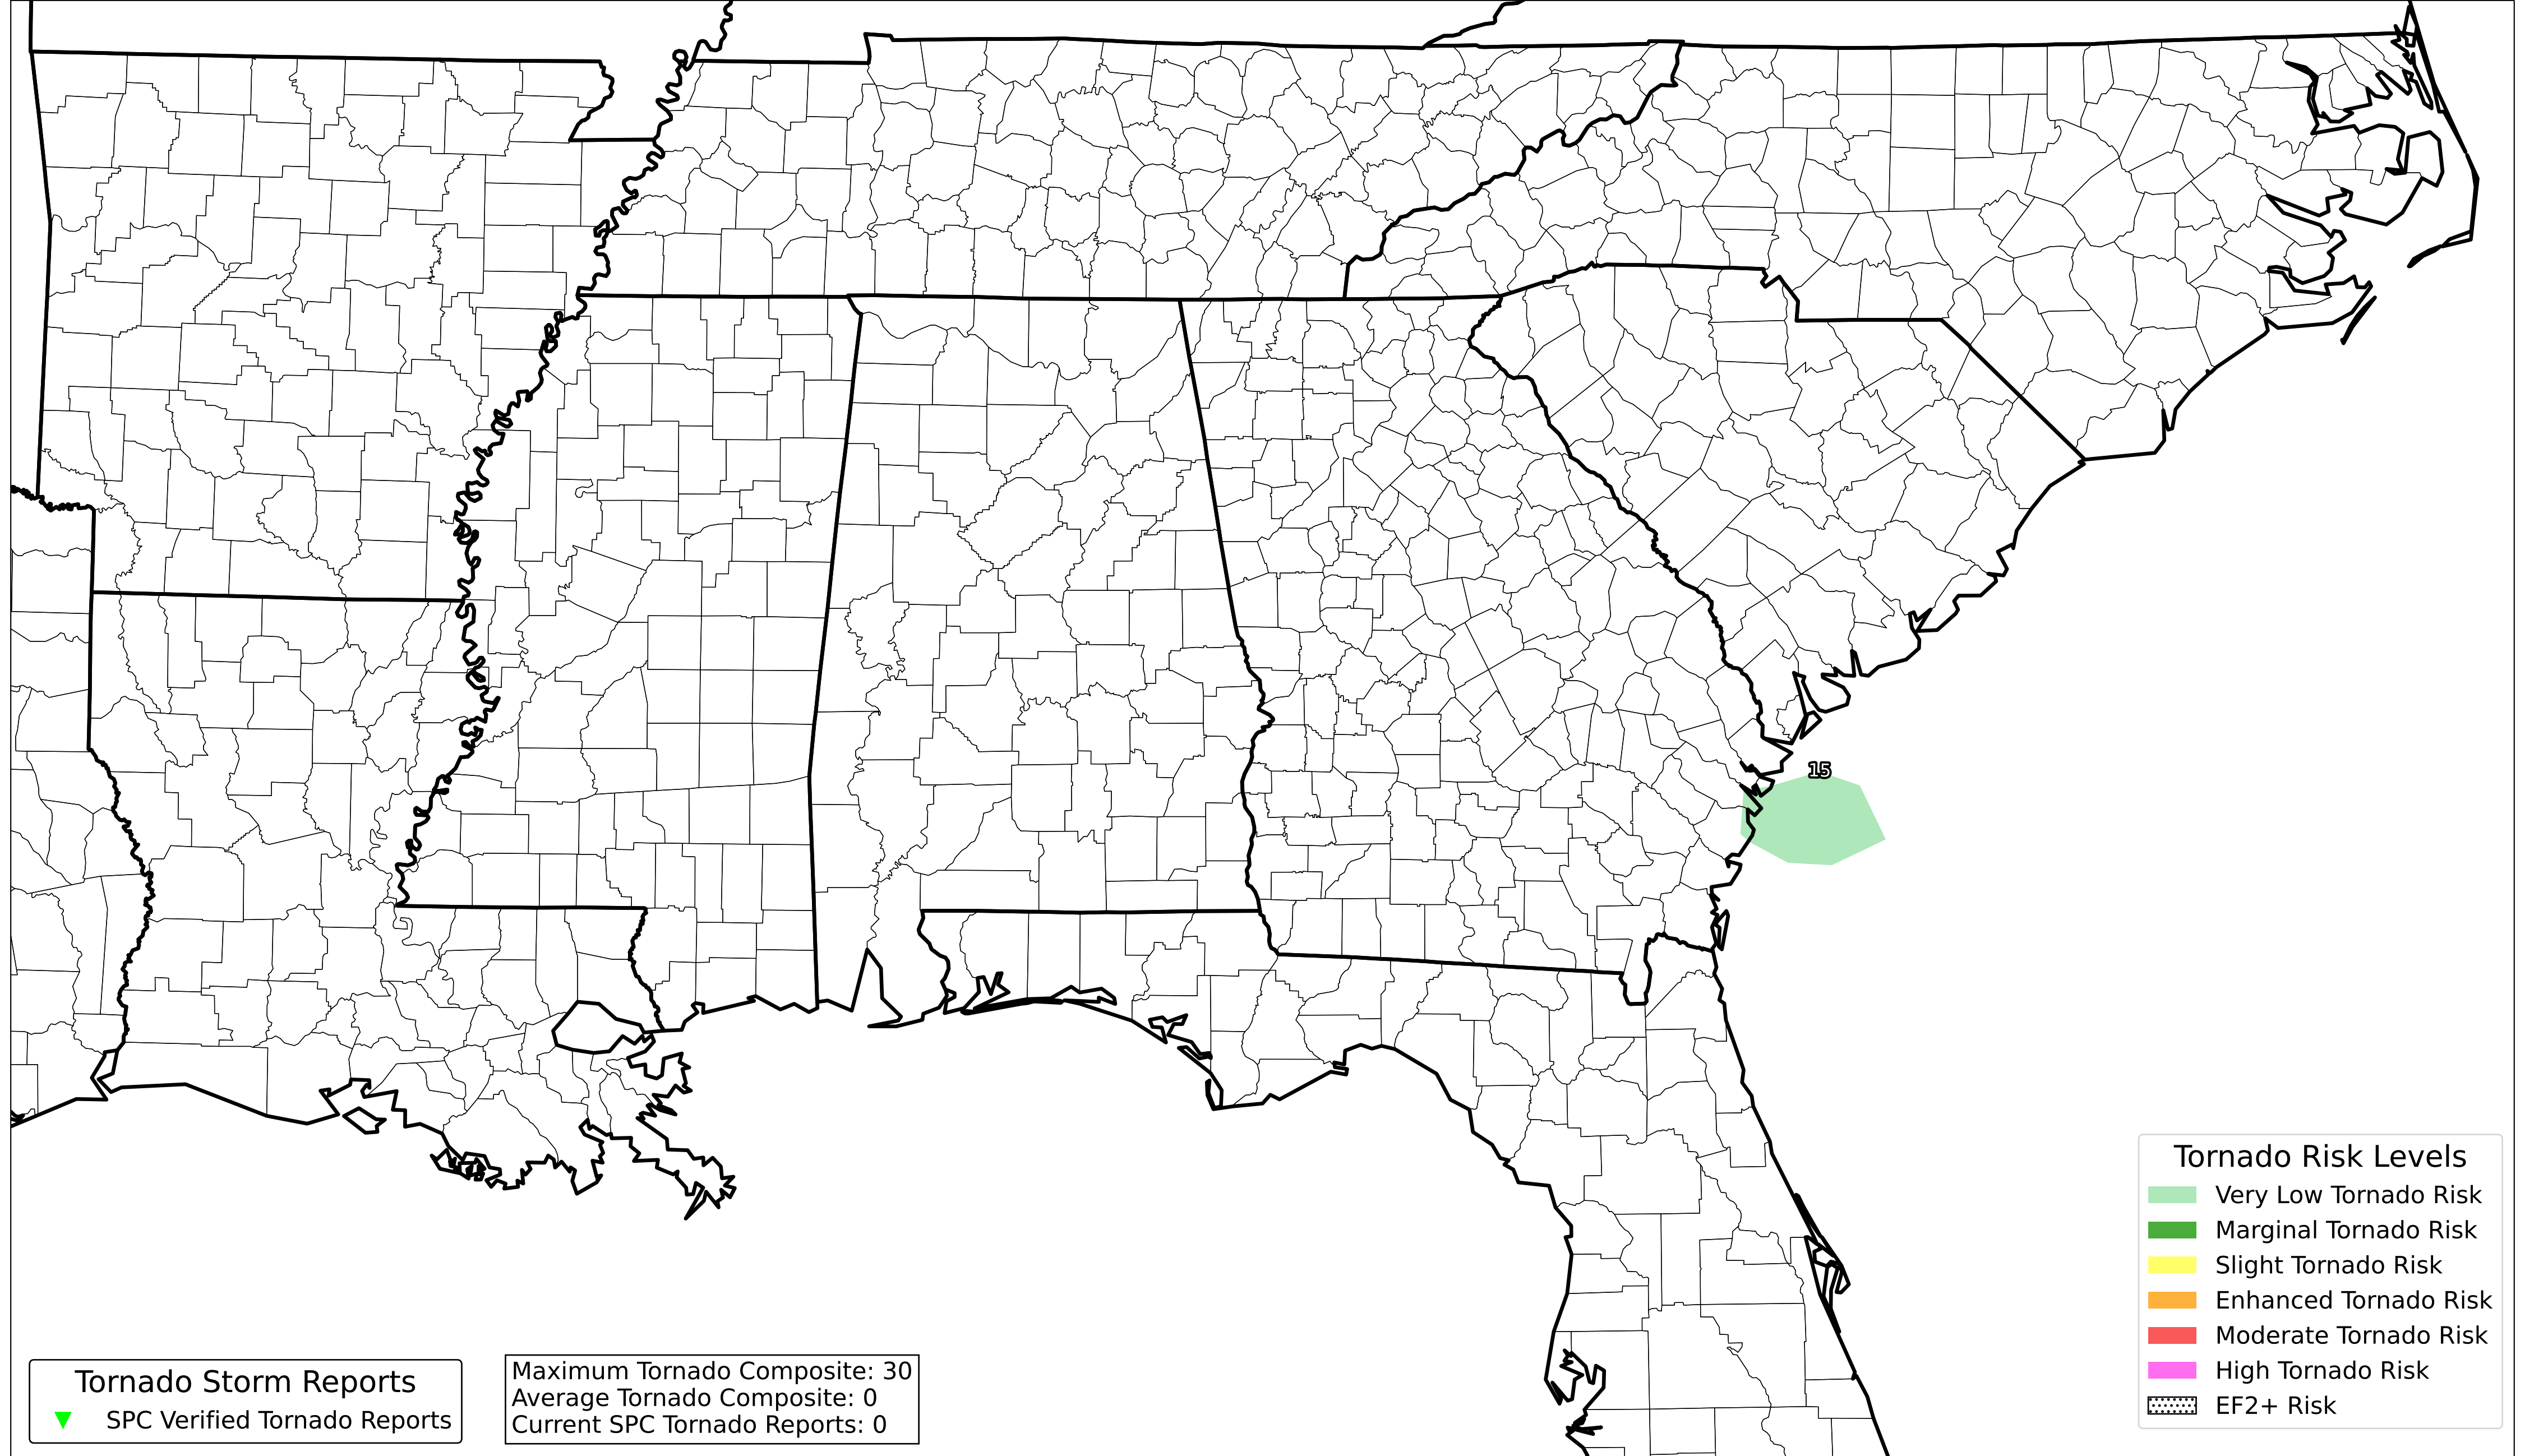 15
Tornado Risk Levels
Very Low Tornado Risk
Marginal Tornado Risk
Slight Tornado Risk
Enhanced Tornado Risk
Moderate Tornado Risk
High Tornado Risk
EF2+ Risk
Tornado Storm Reports
SPC Verified Tornado Reports
Maximum Tornado Composite: 30
Average Tornado Composite: 0
Current SPC Tornado Reports: 0